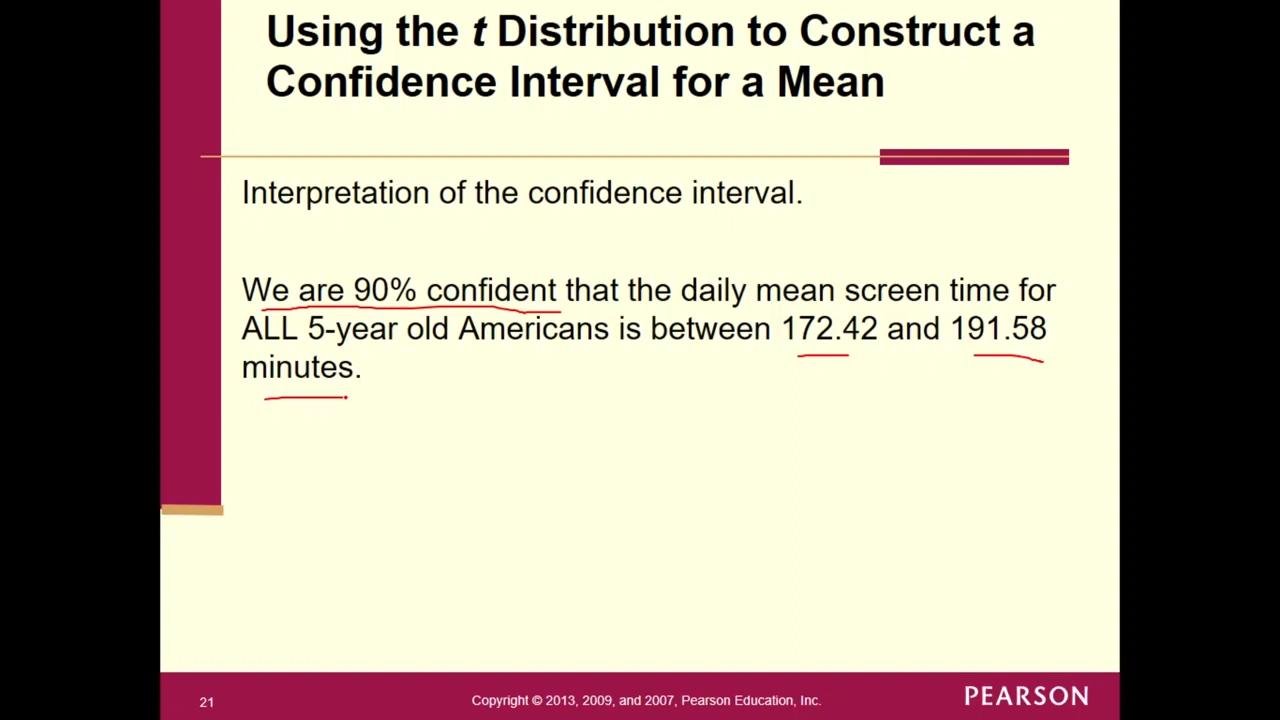 Using the t Distribution to Construct a
Confidence Interval for a Mean
Interpretation of the confidence interval.
We are 90% confident that the daily mean screen time for
ALL 5-year old Americans is between 172.42 and 191.58
minutes.
21
Copyright © 2013, 2009, and 2007, Pearson Education, Inc.
PEARSON